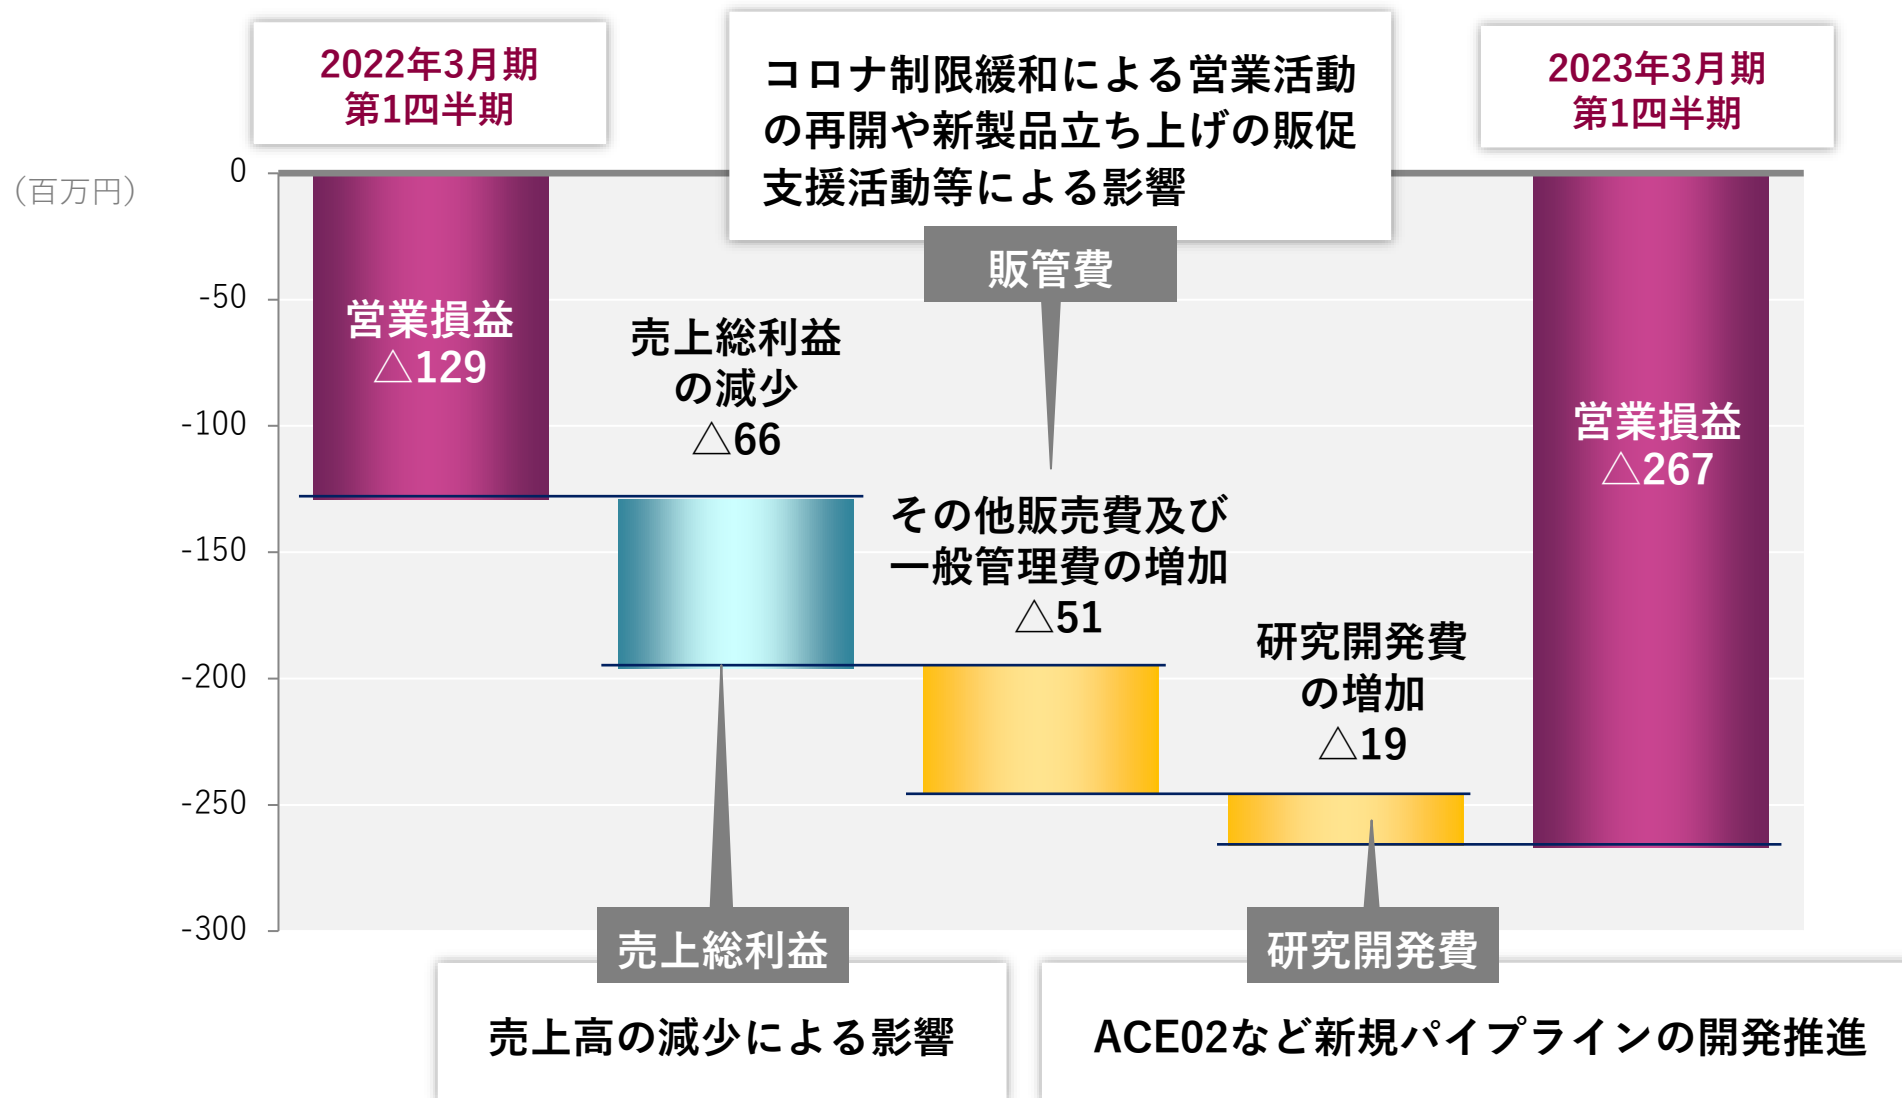 2022年3月期
第1四半期
コロナ制限緩和による営業活動
の再開や新製品立ち上げの販促
支援活動等による影響
2023年3月期
第1四半期
（百万円）
0
-50
-100
-150
-200
-250
-300
販管費
営業損益
△129
売上総利益
の減少
△66
その他販売費及び
一般管理費の増加
△51
研究開発費
の増加
△19
営業損益
△267
売上総利益
売上高の減少による影響
研究開発費
ACE02など新規パイプラインの開発推進